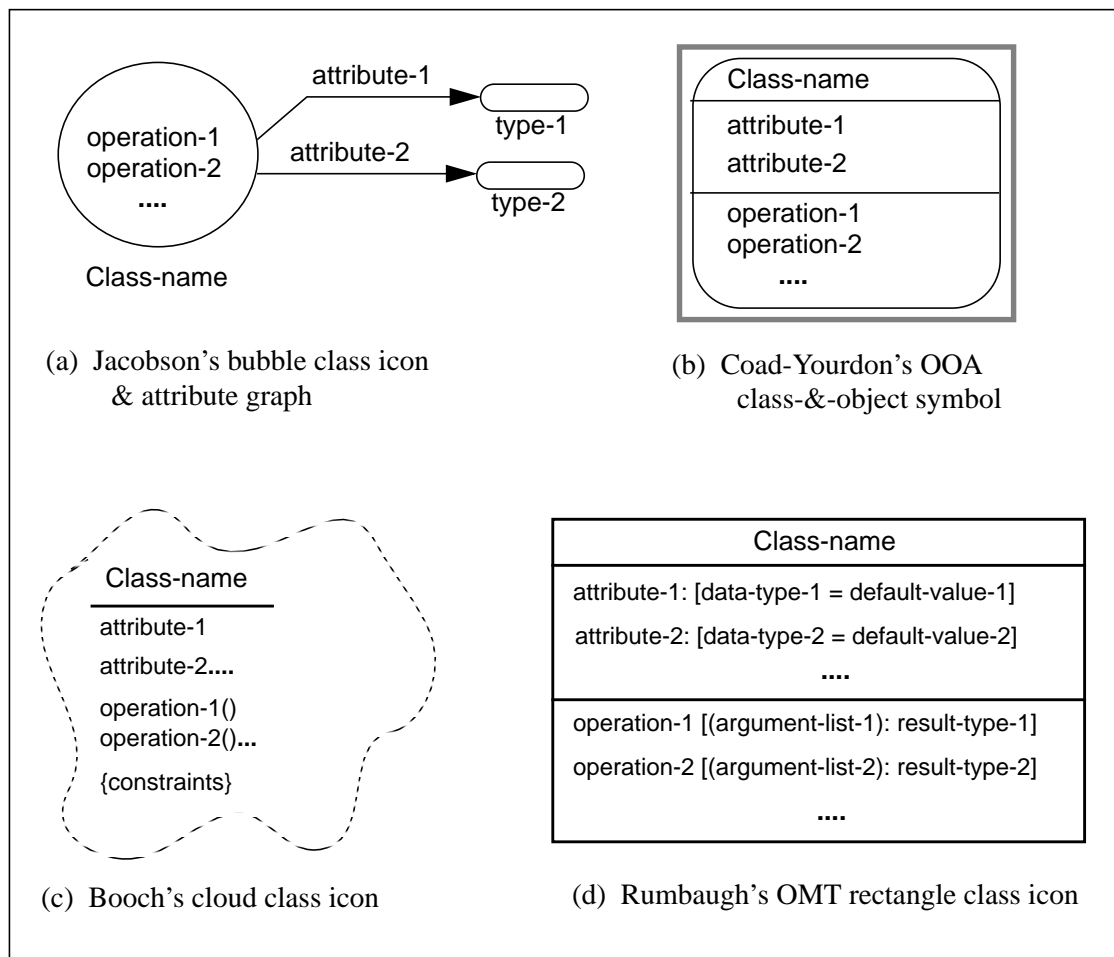 attribute-1
type-1
operation-1
operation-2
....
attribute-2
type-2
Class-name
(a) Jacobson's bubble class icon
& attribute graph
Class-name
attribute-1
attribute-2
operation-1
operation-2
....
(b) Coad-Yourdon's OOA
class-&-object symbol
Class-name
attribute-1
attribute-2....
operation-1()
operation-2()...
{constraints}
(c) Booch's cloud class icon
Class-name
attribute-1: [data-type-1 = default-value-1]
attribute-2: [data-type-2 = default-value-2]
....
operation-1 [(argument-list-1): result-type-1]
operation-2 [(argument-list-2): result-type-2]
....
(d) Rumbaugh's OMT rectangle class icon